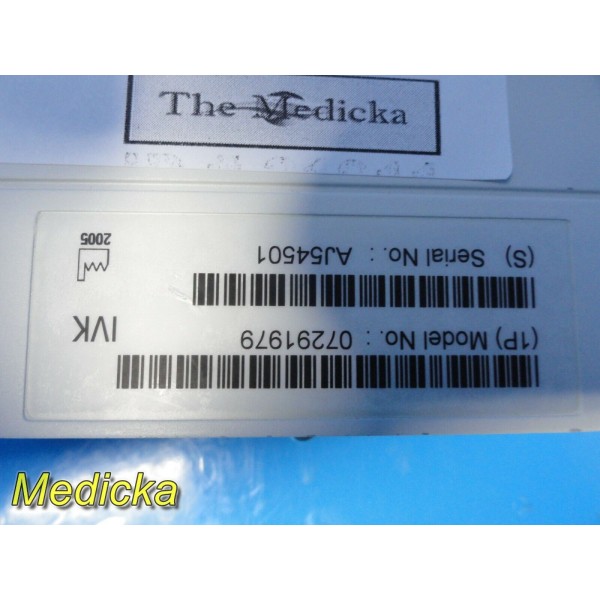 The Medicka
(1P) Model No. : 07291979 IVK
(S) Serial No. : AJ54501
2005
Medicka